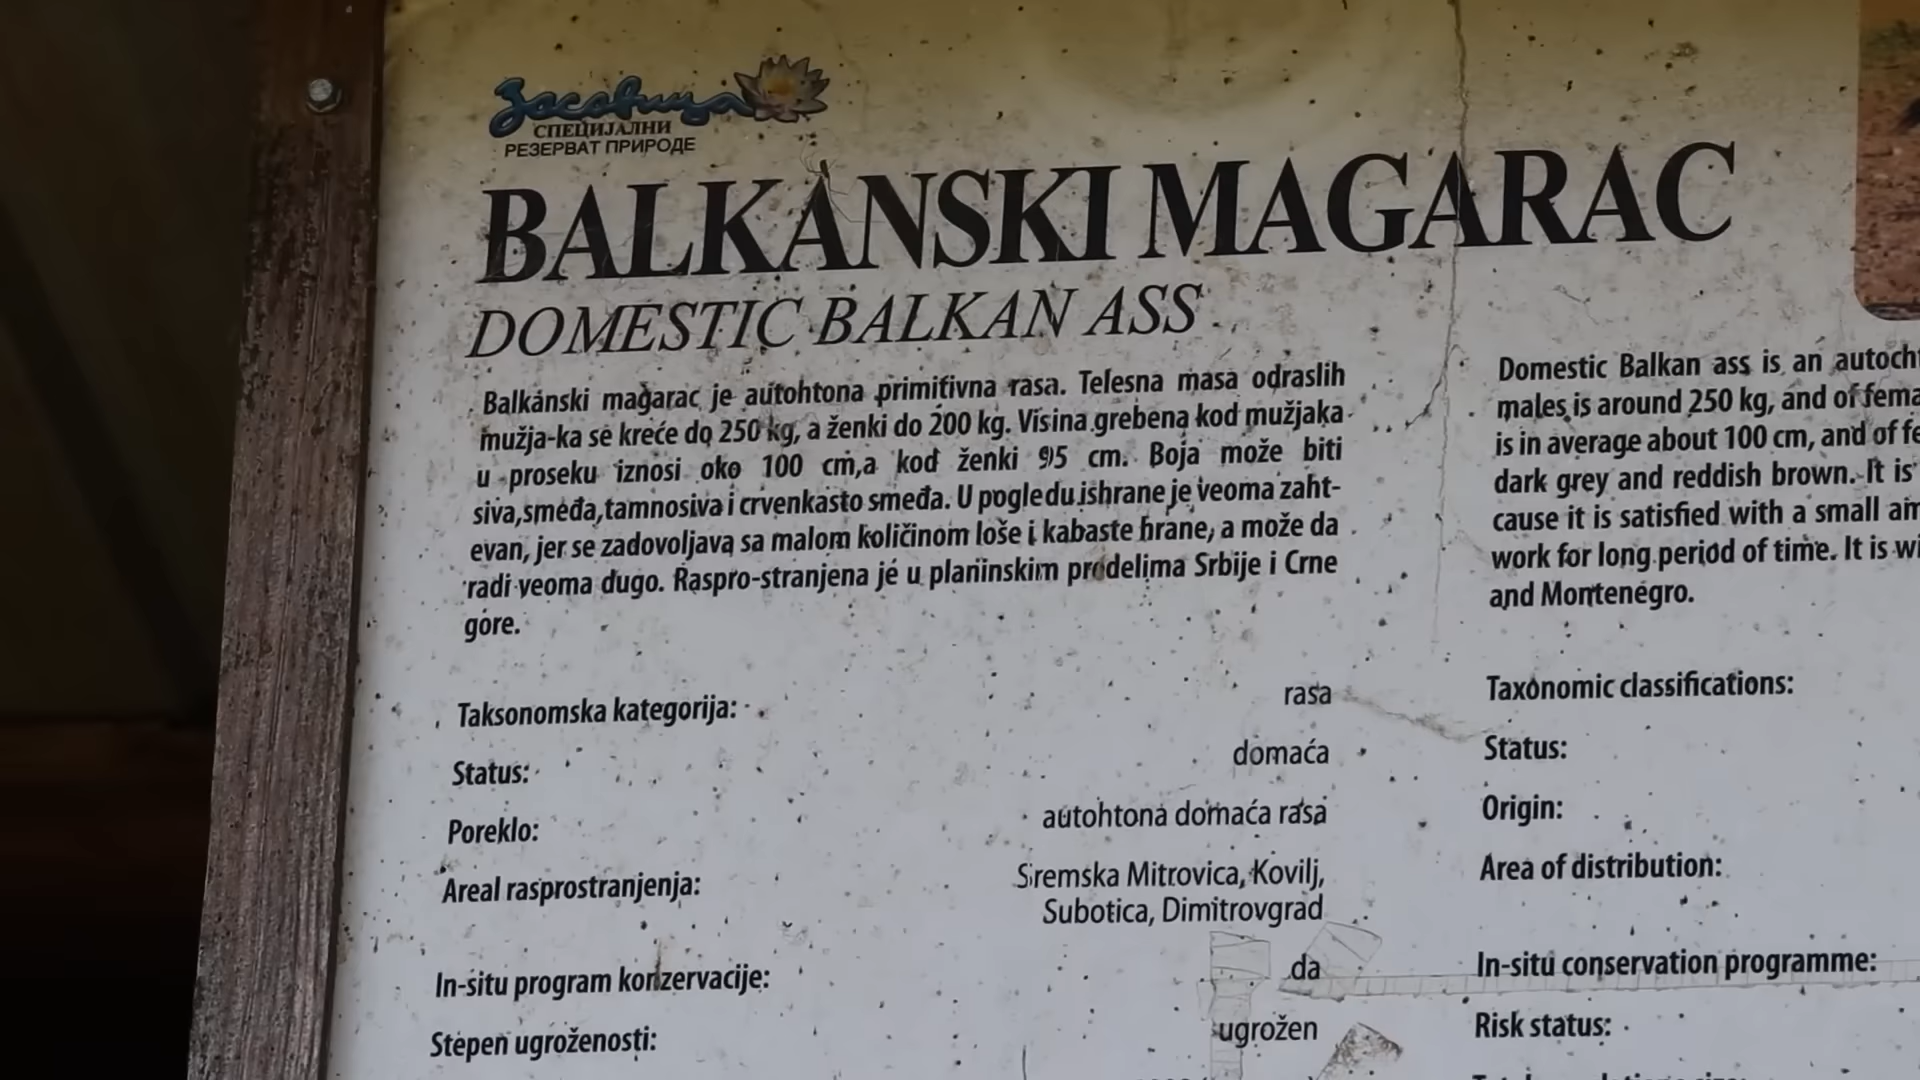 Засавица
СПЕЦИЈАЛНИ
РЕЗЕРВАТ ПРИРОДЕ
BALKANSKI MAGARAC
DOMESTIC BALKAN ASS
Balkanski magarac je autohtona primitivna rasa. Telesna masa odraslih
mužja-ka se kreće do 250 kg, a ženki do 200 kg. Visina grebena kod mužjaka
u proseku iznosi oko 100 cm,a kod ženki 95 cm. Boja može biti
siva,smeđa,tamnosiva i crvenkasto smeđa. U pogledu ishrane je veoma zaht-
evan, jer se zadovoljava sa malom količinom loše i kabaste hrane, a može da
radi veoma dugo. Raspro-stranjena je u planinskim predelima Srbije i Crne
gore.
Taksonomska kategorija: rasa
Status: domaća
Poreklo: autohtona domaća rasa
Areal rasprostranjenja: Sremska Mitrovica, Kovilj,
Subotica, Dimitrovgrad
In-situ program konzervacije: da
Stepen ugroženosti: ugrožen
Domestic Balkan ass is an autocht
males is around 250 kg, and of fema
is in average about 100 cm, and of fe
dark grey and reddish brown. It is
cause it is satisfied with a small am
work for long period of time. It is wi
and Montenegro.
Taxonomic classifications:
Status:
Origin:
Area of distribution:
In-situ conservation programme:
Risk status: